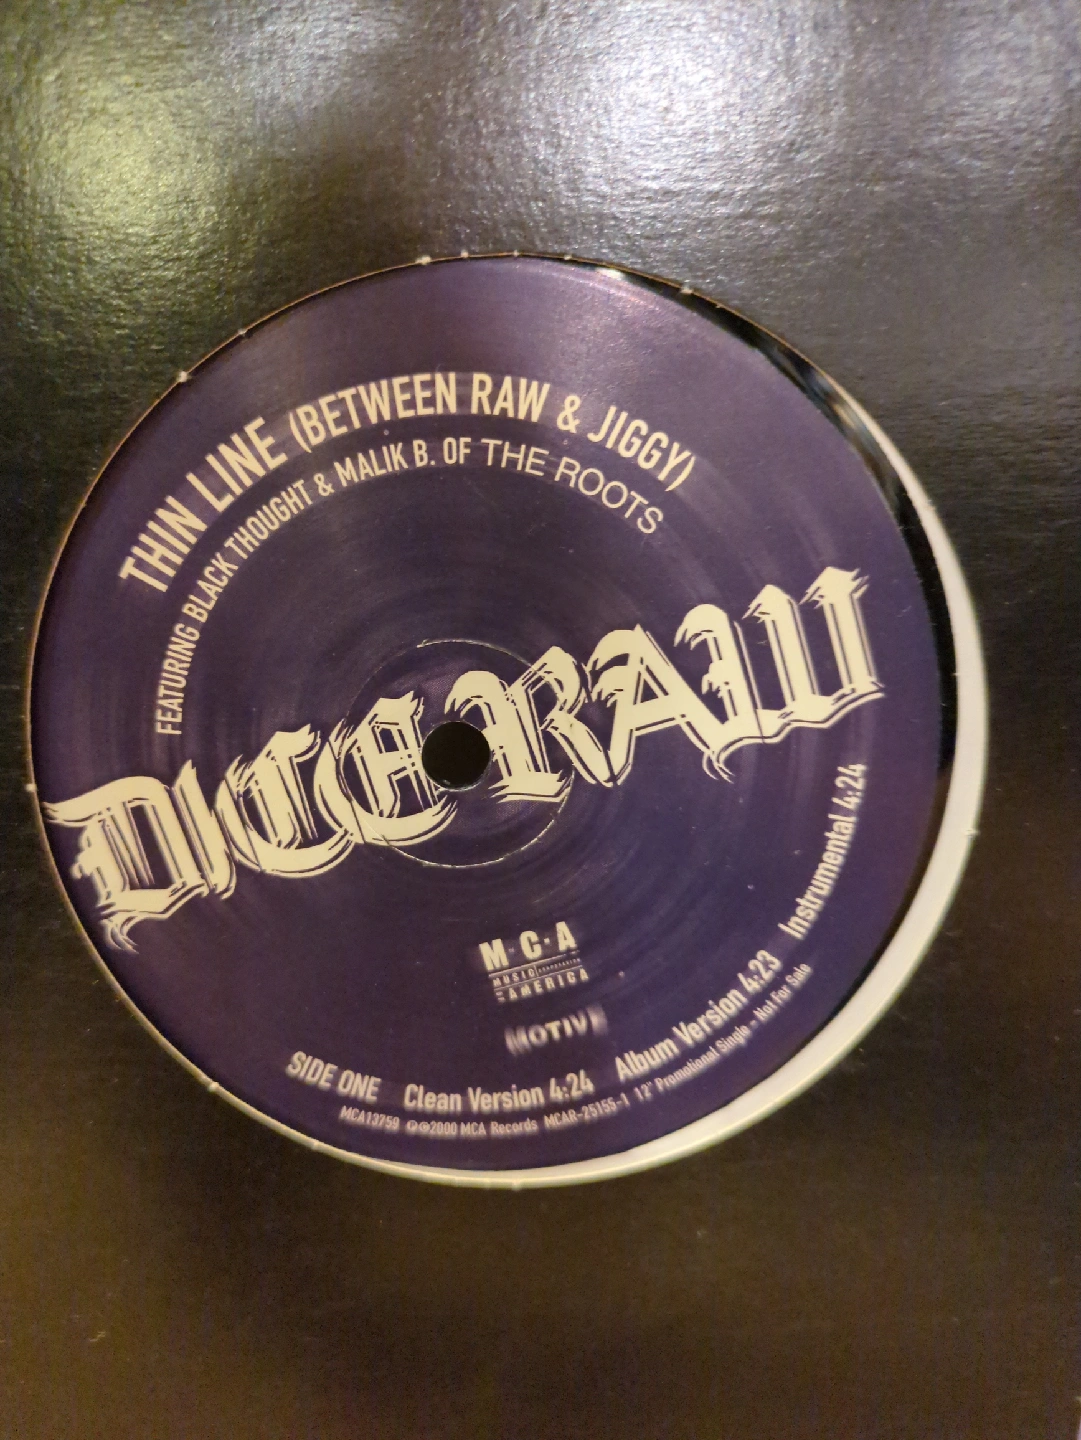 THIN LINE (BETWEEN RAW & JIGGY)
FEATURING BLACK THOUGHT & MALIK B. OF THE ROOTS
DICE RAW
M·C·A
MUSIC
AMERICA
MOTIVE
SIDE ONE Clean Version 4:24 Album Version 4:23 Instrumental 4:24
MCA13759 ℗©2000 MCA Records MCAR-25155-1 12" Promotional Single - Not For Sale